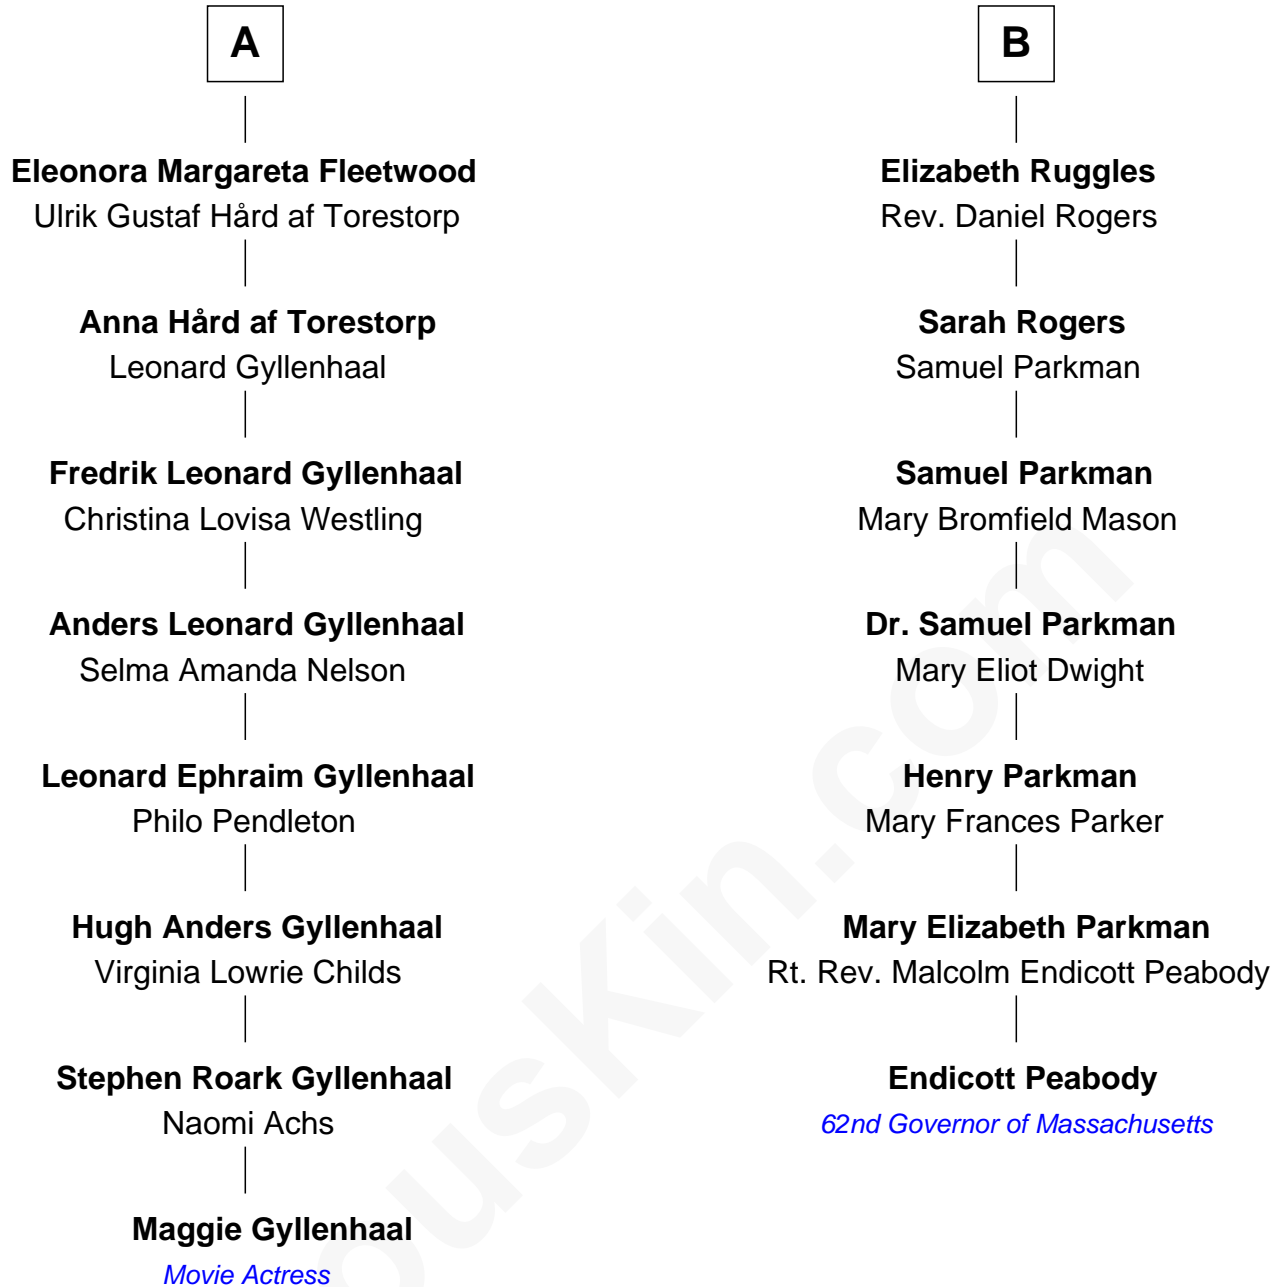 A
Eleonora Margareta Fleetwood
Ulrik Gustaf Hård af Torestorp
Anna Hård af Torestorp
Leonard Gyllenhaal
Fredrik Leonard Gyllenhaal
Christina Lovisa Westling
Anders Leonard Gyllenhaal
Selma Amanda Nelson
Leonard Ephraim Gyllenhaal
Philo Pendleton
Hugh Anders Gyllenhaal
Virginia Lowrie Childs
Stephen Roark Gyllenhaal
Naomi Achs
Maggie Gyllenhaal
Movie Actress
B
Elizabeth Ruggles
Rev. Daniel Rogers
Sarah Rogers
Samuel Parkman
Samuel Parkman
Mary Bromfield Mason
Dr. Samuel Parkman
Mary Eliot Dwight
Henry Parkman
Mary Frances Parker
Mary Elizabeth Parkman
Rt. Rev. Malcolm Endicott Peabody
Endicott Peabody
62nd Governor of Massachusetts
ousKin.com